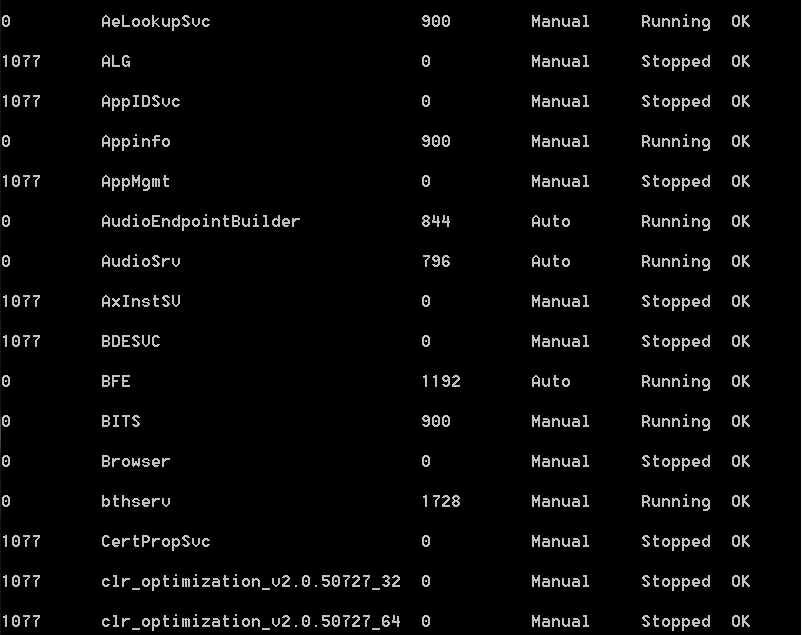 0 AeLookupSvc 900 Manual Running OK
1077 ALG 0 Manual Stopped OK
1077 AppIDSvc 0 Manual Stopped OK
0 Appinfo 900 Manual Running OK
1077 AppMgmt 0 Manual Stopped OK
0 AudioEndpointBuilder 844 Auto Running OK
0 AudioSrv 796 Auto Running OK
1077 AxInstSV 0 Manual Stopped OK
1077 BDESVC 0 Manual Stopped OK
0 BFE 1192 Auto Running OK
0 BITS 900 Manual Running OK
0 Browser 0 Manual Stopped OK
0 bthserv 1728 Manual Running OK
1077 CertPropSvc 0 Manual Stopped OK
1077 clr_optimization_v2.0.50727_32 0 Manual Stopped OK
1077 clr_optimization_v2.0.50727_64 0 Manual Stopped OK